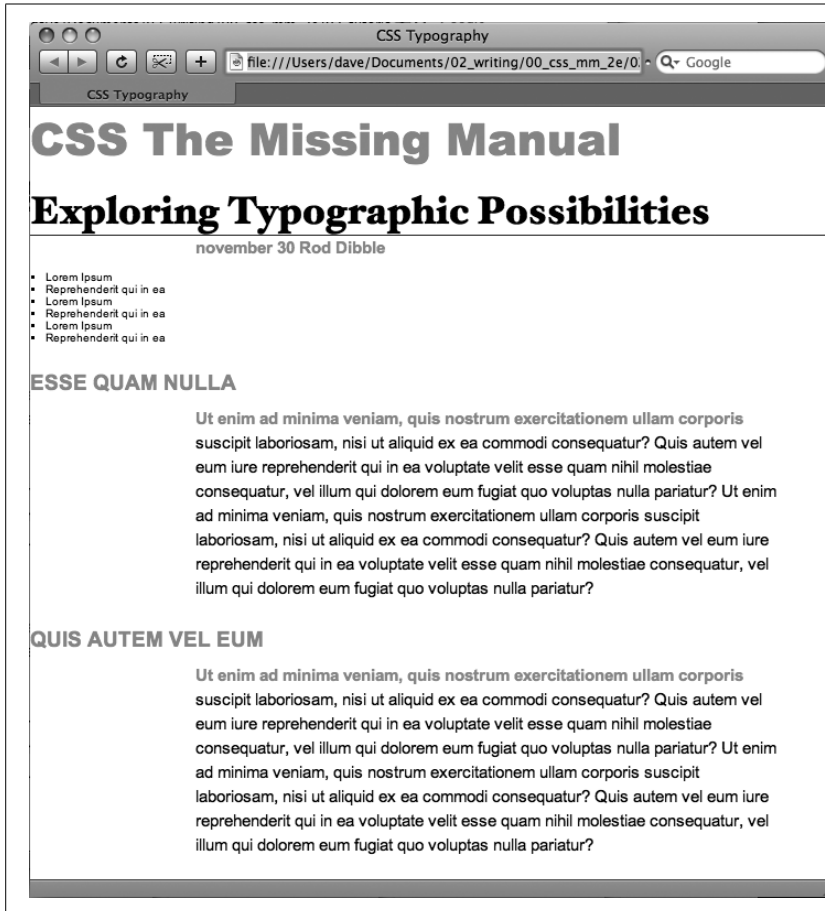 CSS Typography
file:///Users/dave/Documents/02_writing/00_css_mm_2e/0
Google
CSS Typography
CSS The Missing Manual
Exploring Typographic Possibilities
november 30 Rod Dibble
▪ Lorem Ipsum
▪ Reprehenderit qui in ea
▪ Lorem Ipsum
▪ Reprehenderit qui in ea
▪ Lorem Ipsum
▪ Reprehenderit qui in ea
ESSE QUAM NULLA
Ut enim ad minima veniam, quis nostrum exercitationem ullam corporis
suscipit laboriosam, nisi ut aliquid ex ea commodi consequatur? Quis autem vel
eum iure reprehenderit qui in ea voluptate velit esse quam nihil molestiae
consequatur, vel illum qui dolorem eum fugiat quo voluptas nulla pariatur? Ut enim
ad minima veniam, quis nostrum exercitationem ullam corporis suscipit
laboriosam, nisi ut aliquid ex ea commodi consequatur? Quis autem vel eum iure
reprehenderit qui in ea voluptate velit esse quam nihil molestiae consequatur, vel
illum qui dolorem eum fugiat quo voluptas nulla pariatur?
QUIS AUTEM VEL EUM
Ut enim ad minima veniam, quis nostrum exercitationem ullam corporis
suscipit laboriosam, nisi ut aliquid ex ea commodi consequatur? Quis autem vel
eum iure reprehenderit qui in ea voluptate velit esse quam nihil molestiae
consequatur, vel illum qui dolorem eum fugiat quo voluptas nulla pariatur? Ut enim
ad minima veniam, quis nostrum exercitationem ullam corporis suscipit
laboriosam, nisi ut aliquid ex ea commodi consequatur? Quis autem vel eum iure
reprehenderit qui in ea voluptate velit esse quam nihil molestiae consequatur, vel
illum qui dolorem eum fugiat quo voluptas nulla pariatur?